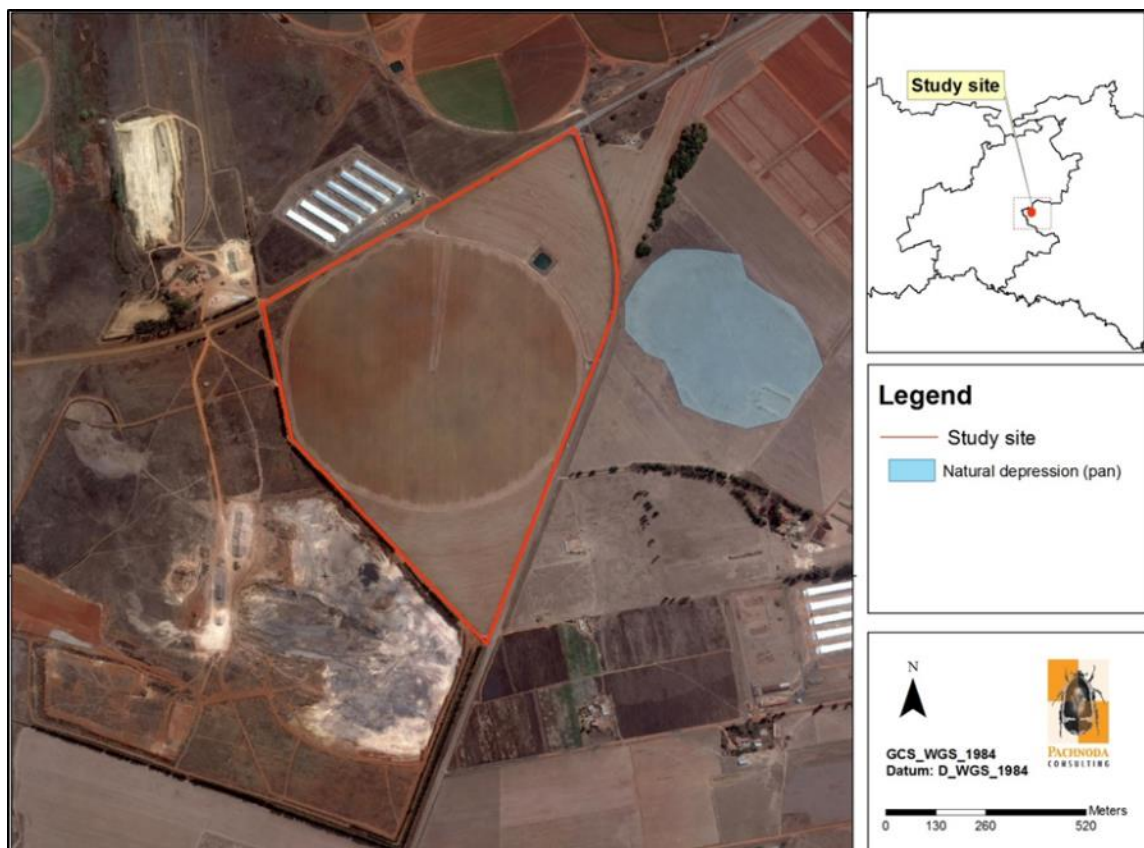 Study site
Legend
Study site
Natural depression (pan)
N
GCS_WGS_1984
Datum: D_WGS_1984
PACHNODA
CONSULTING
Meters
0 130 260 520